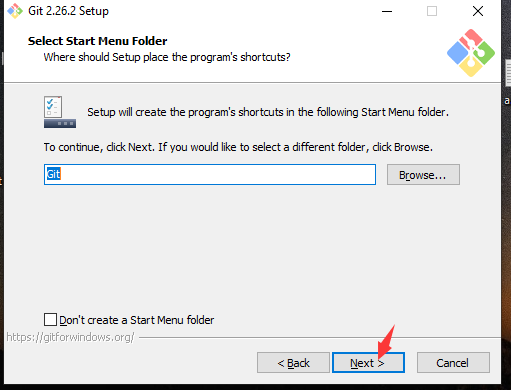 Git 2.26.2 Setup
Select Start Menu Folder
Where should Setup place the program's shortcuts?
Setup will create the program's shortcuts in the following Start Menu folder.
To continue, click Next. If you would like to select a different folder, click Browse.
Git
Browse...
Don't create a Start Menu folder
https://gitforwindows.org/
< Back
Next >
Cancel